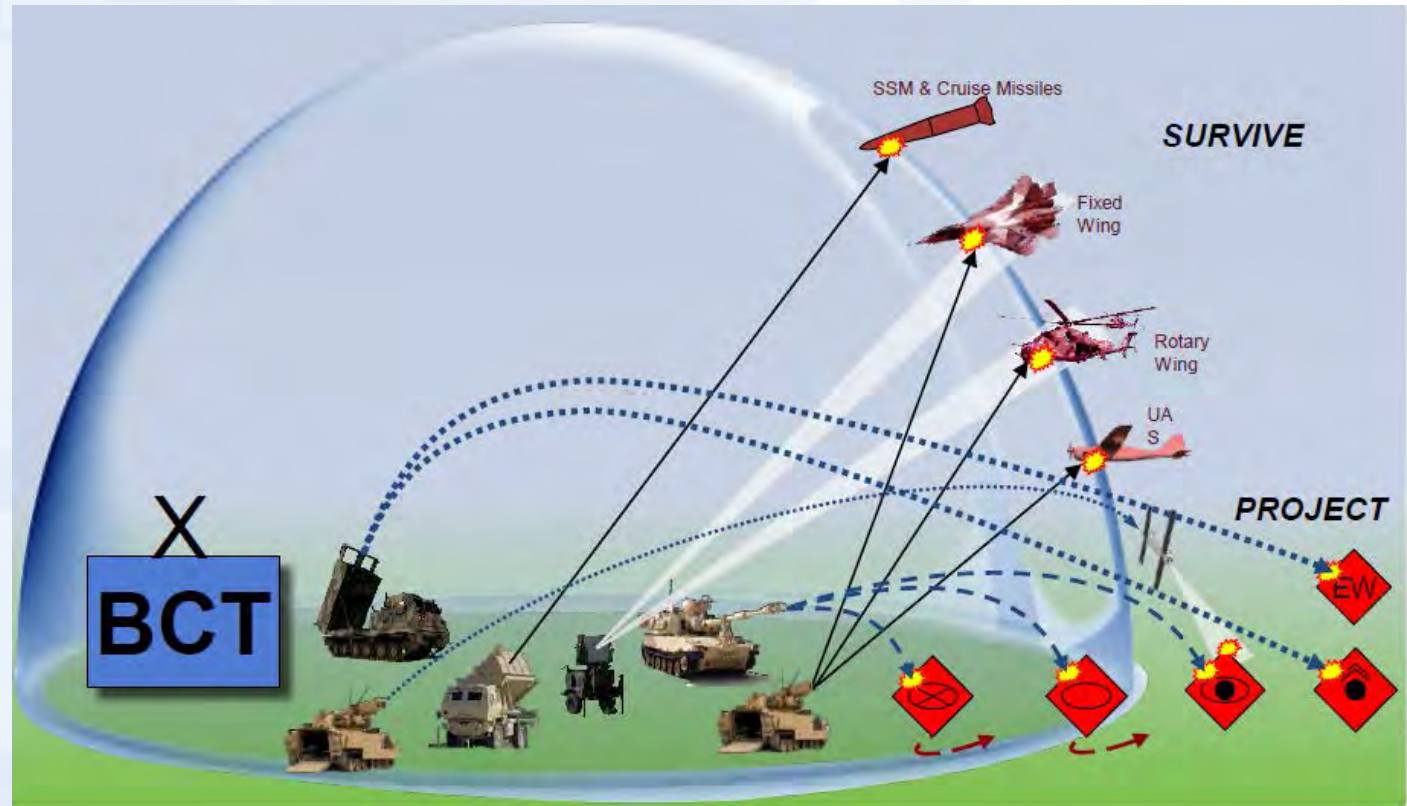 SSM & Cruise Missiles
SURVIVE
Fixed
Wing
Rotary
Wing
UA
S
X
BCT
PROJECT
EW